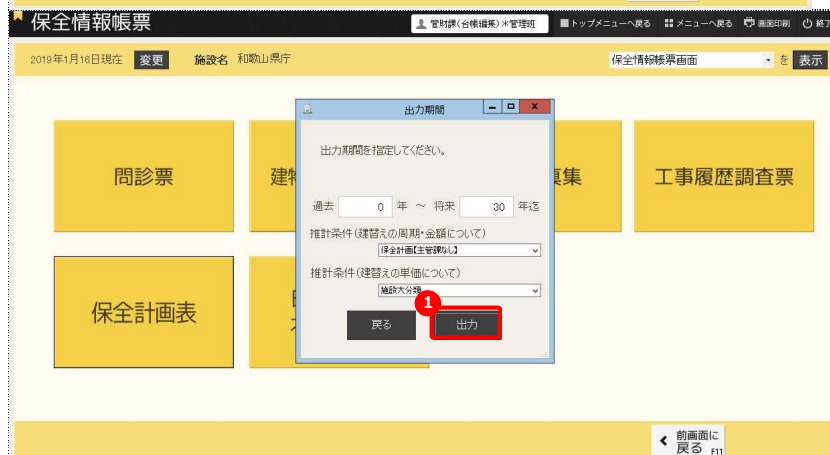 保全情報帳票
管財課(台帳編集)×管理班 トップメニューへ戻る メニューへ戻る 画面印刷 終了
2019年1月16日現在 変更 施設名 和歌山県庁 保全情報帳票画面 を 表示
出力期間
出力期間を指定してください。
問診票 建物 真集 工事履歴調査票
過去 0 年 ～ 将来 30 年迄
推計条件(建替えの周期・金額について)
保全計画【主管課なし】
推計条件(建替えの単価について)
施設大分類
1
保全計画表
戻る 出力
前画面に
戻る F11